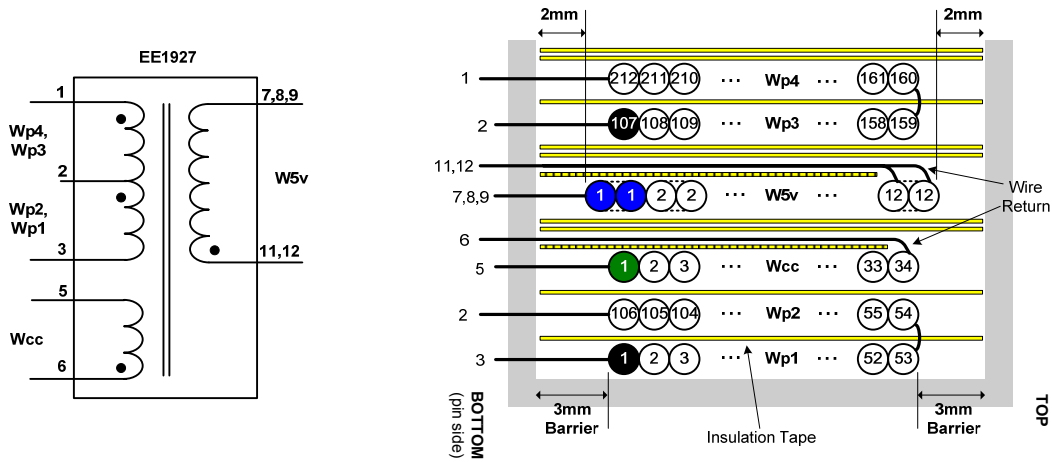 EE1927
1
7,8,9
Wp4,
Wp3
2
W5v
Wp2,
Wp1
3
11,12
5
Wcc
6
2mm
2mm
1
212 211 210 ... Wp4 ... 161 160
2
107 108 109 ... Wp3 ... 158 159
11,12
7,8,9
1 1 2 2 ... W5v ... 12 12
Wire
Return
6
5
1 2 3 ... Wcc ... 33 34
2
106 105 104 ... Wp2 ... 55 54
3
1 2 3 ... Wp1 ... 52 53
3mm
Barrier
3mm
Barrier
BOTTOM
(pin side)
Insulation Tape
TOP